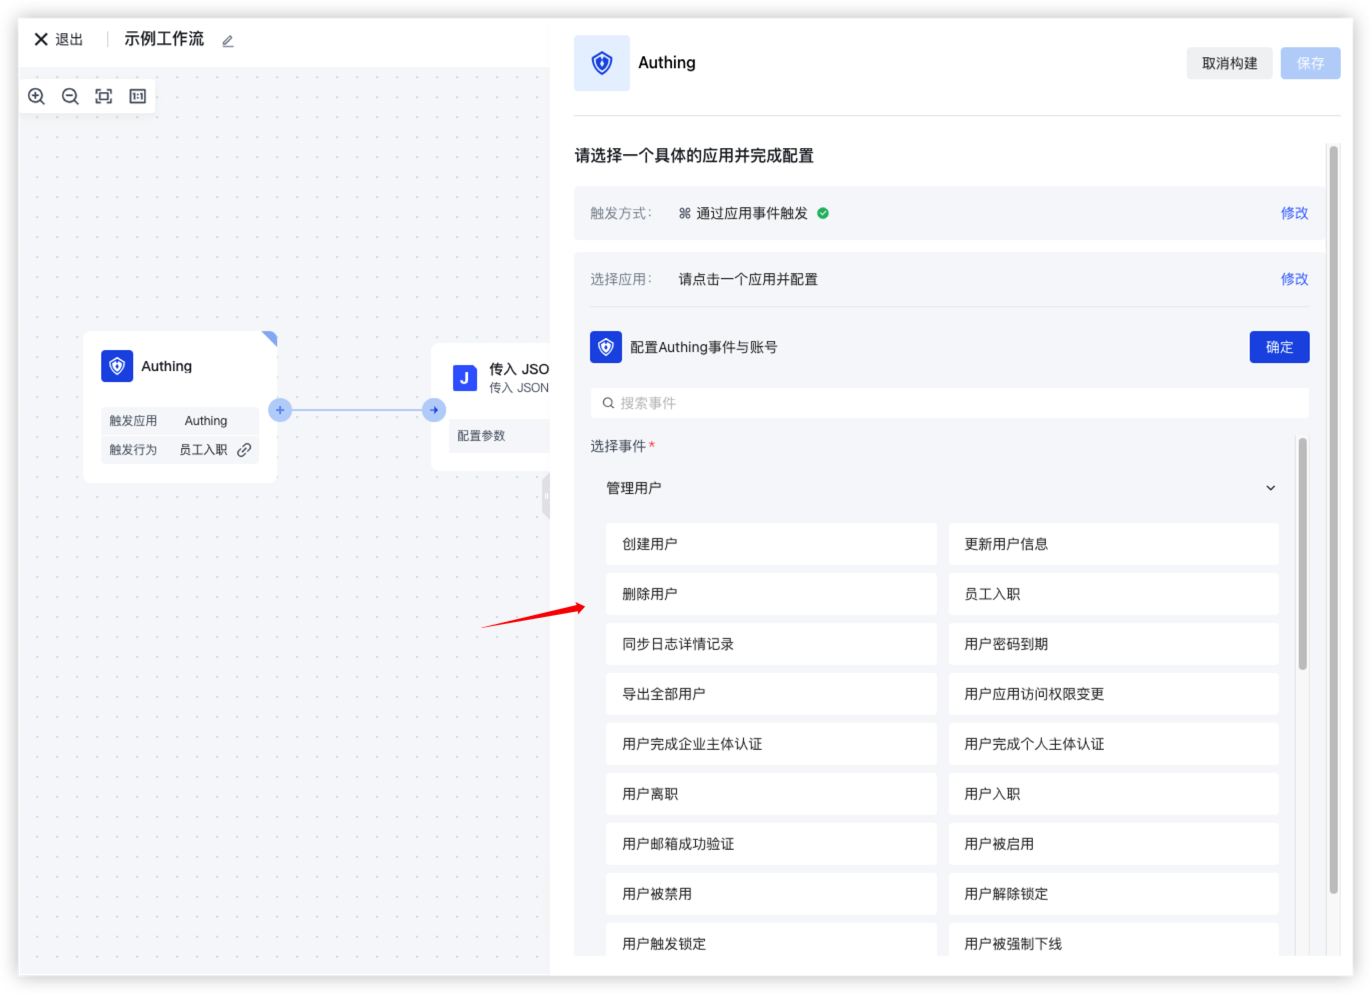 退出
示例工作流
1:1
Authing
触发应用 Authing
触发行为 员工入职
J
传入 JSO
传入 JSON
配置参数
Authing
取消构建
保存
请选择一个具体的应用并完成配置
触发方式： 通过应用事件触发 修改
选择应用： 请点击一个应用并配置 修改
配置Authing事件与账号 确定
搜索事件
选择事件*
管理用户
创建用户 更新用户信息
删除用户 员工入职
同步日志详情记录 用户密码到期
导出全部用户 用户应用访问权限变更
用户完成企业主体认证 用户完成个人主体认证
用户离职 用户入职
用户邮箱成功验证 用户被启用
用户被禁用 用户解除锁定
用户触发锁定 用户被强制下线